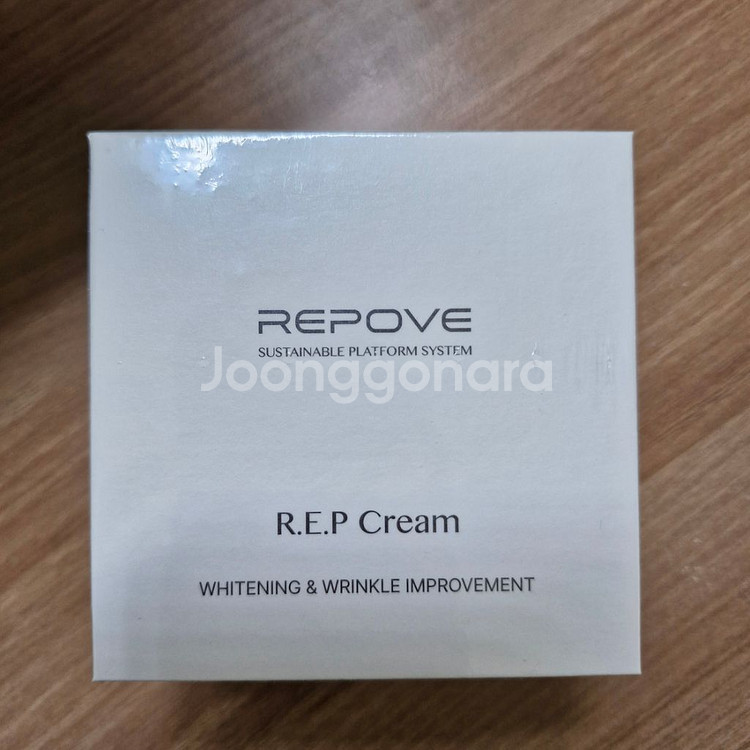 REPOVE
SUSTAINABLE PLATFORM SYSTEM
Joonggonara
R.E.P Cream
WHITENING & WRINKLE IMPROVEMENT